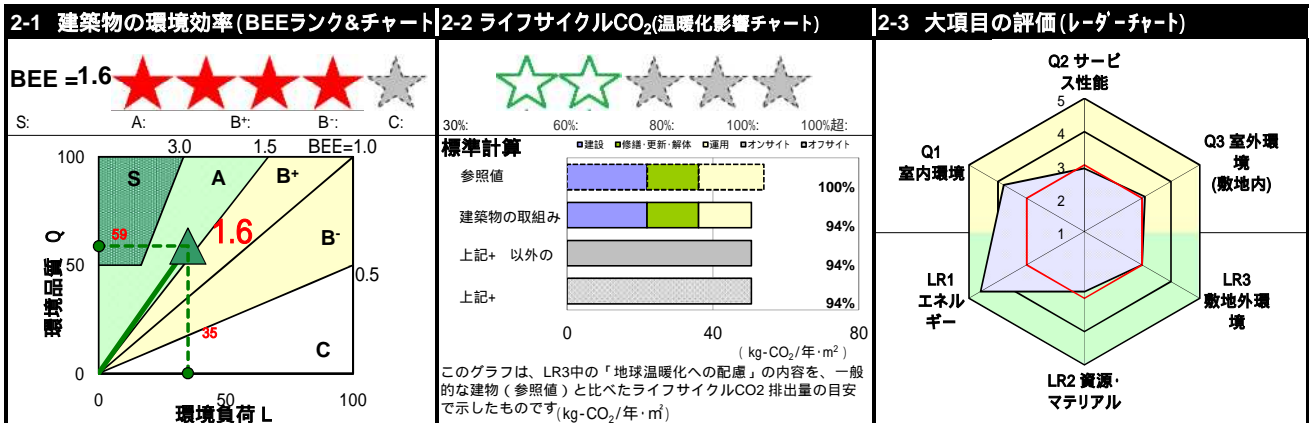 2-1 建築物の環境効率(BEEランク&チャート
BEE =1.6
S: A: B+: B-: C:
3.0 1.5 BEE=1.0
100
S A B+
1.6
59
B-
50
0.5
35
C
0
0 50 100
環境品質 Q
環境負荷 L
2-2 ライフサイクルCO2(温暖化影響チャート)
30%: 60%: 80%: 100%: 100%超:
標準計算
建設 修繕・更新・解体 運用 オンサイト オフサイト
参照値 100%
建築物の取組み 94%
上記+ 以外の 94%
上記+ 94%
0 40 80
( kg-CO2/年・m2 )
このグラフは、LR3中の「地球温暖化への配慮」の内容を、一般
的な建物(参照値)と比べたライフサイクルCO2 排出量の目安
で示したものです(kg-CO2/年・㎡)
2-3 大項目の評価(レーダーチャート)
Q2 サービ
ス性能
Q1
室内環境
Q3 室外環
境
(敷地内)
5
4
3
2
1
LR1
エネル
ギー
LR3
敷地外環
境
LR2 資源・
マテリアル